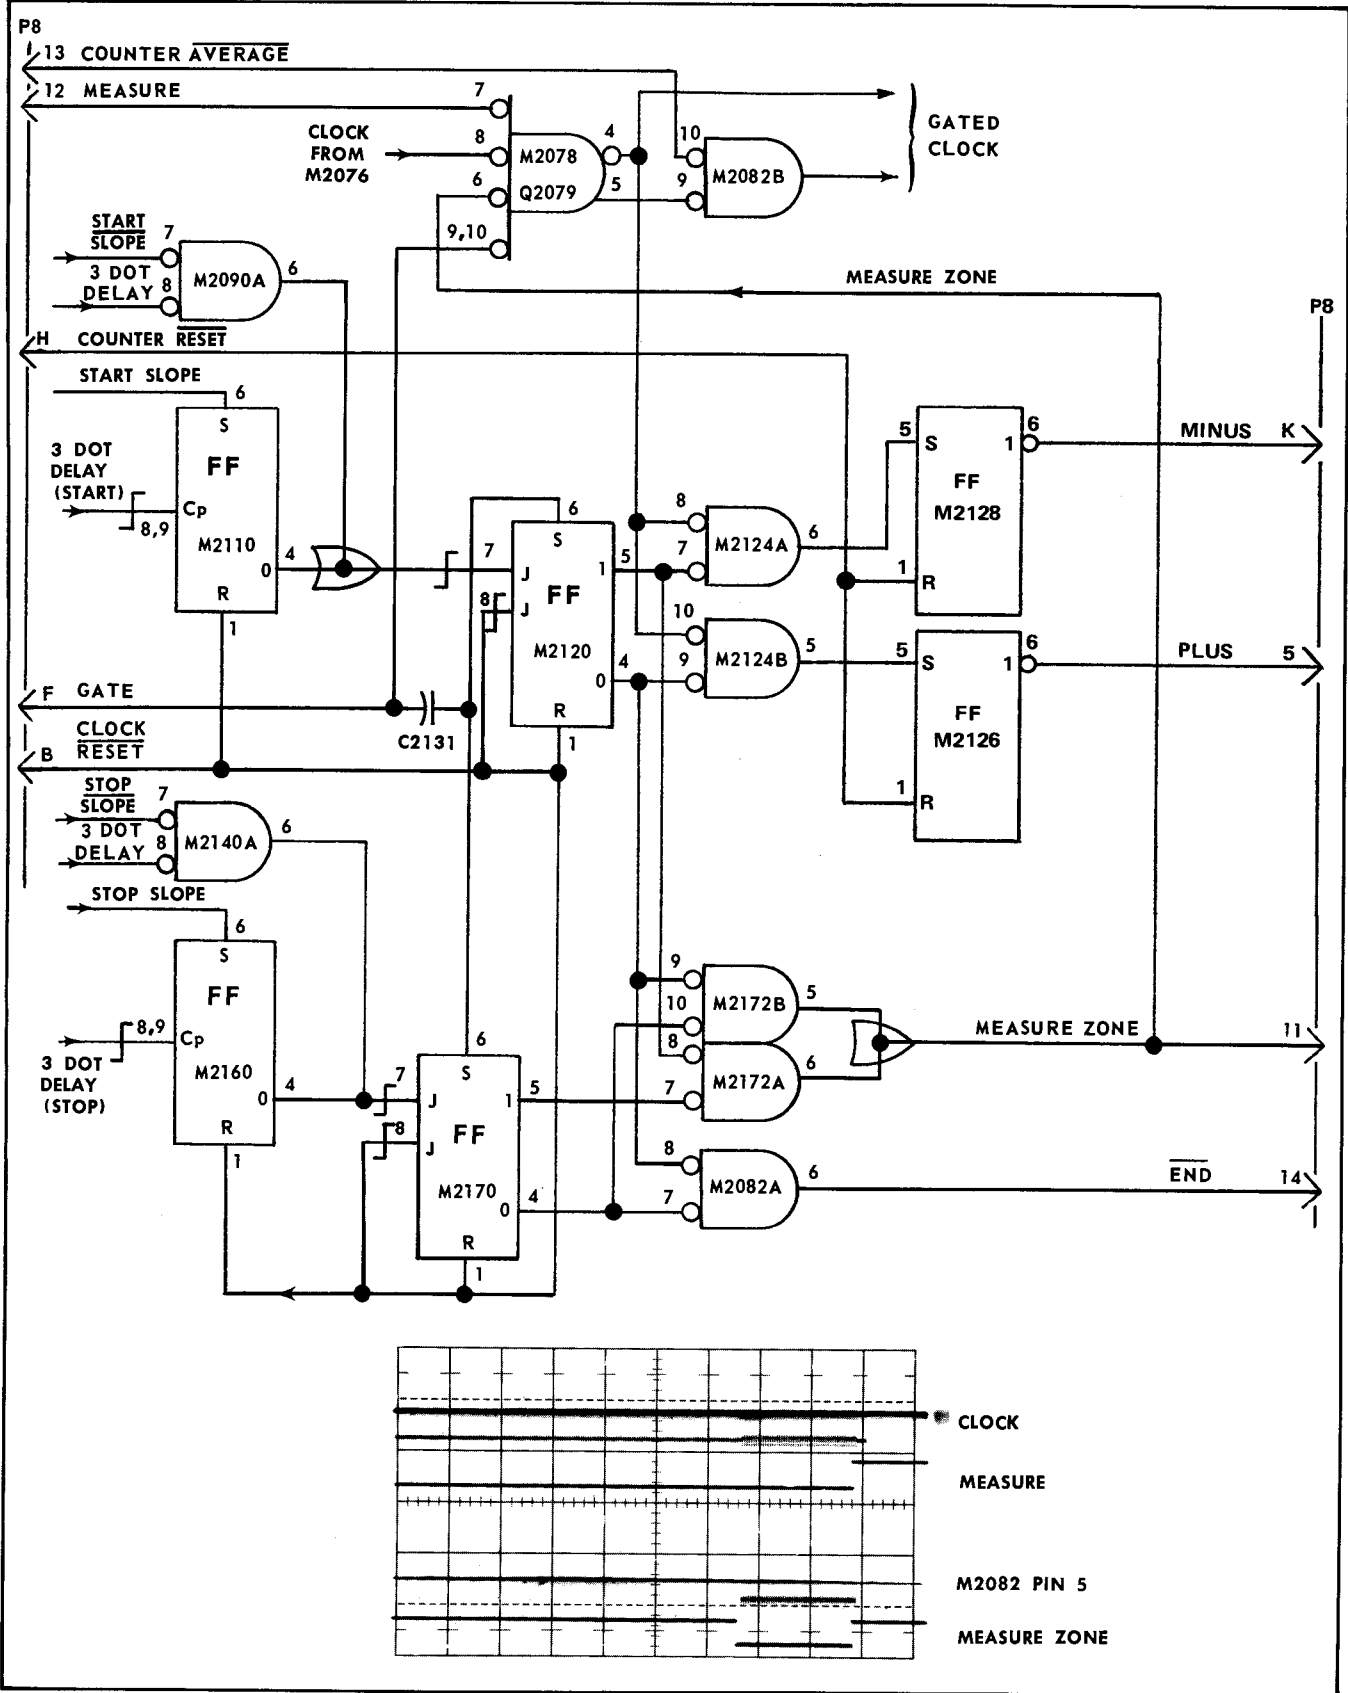 P8
13 COUNTER AVERAGE
12 MEASURE
7
CLOCK
FROM
M2076
8
6
9,10
M2078
Q2079
4
5
10
9
M2082B
GATED
CLOCK
START
SLOPE
7
3 DOT
DELAY
8
M2090A
6
MEASURE ZONE
P8
H COUNTER RESET
START SLOPE
6
S
FF
3 DOT
DELAY
(START)
8,9
Cp
M2110
0
4
R
1
7
J
8
J
6
S
FF
1
5
M2120
0
4
R
1
8
7
M2124A
6
10
9
M2124B
5
5
S
1
6
FF
M2128
1
R
MINUS K
5
S
1
6
FF
M2126
1
R
PLUS 5
F GATE
C2131
CLOCK
RESET
B
STOP
SLOPE
7
3 DOT
DELAY
8
M2140A
6
STOP SLOPE
6
S
FF
8,9
Cp
3 DOT
DELAY
(STOP)
M2160
0
4
R
1
7
J
8
J
6
S
FF
1
5
M2170
0
4
R
1
9
10
M2172B
5
8
7
M2172A
6
MEASURE ZONE 11
8
7
M2082A
6
END 14
CLOCK
MEASURE
M2082 PIN 5
MEASURE ZONE